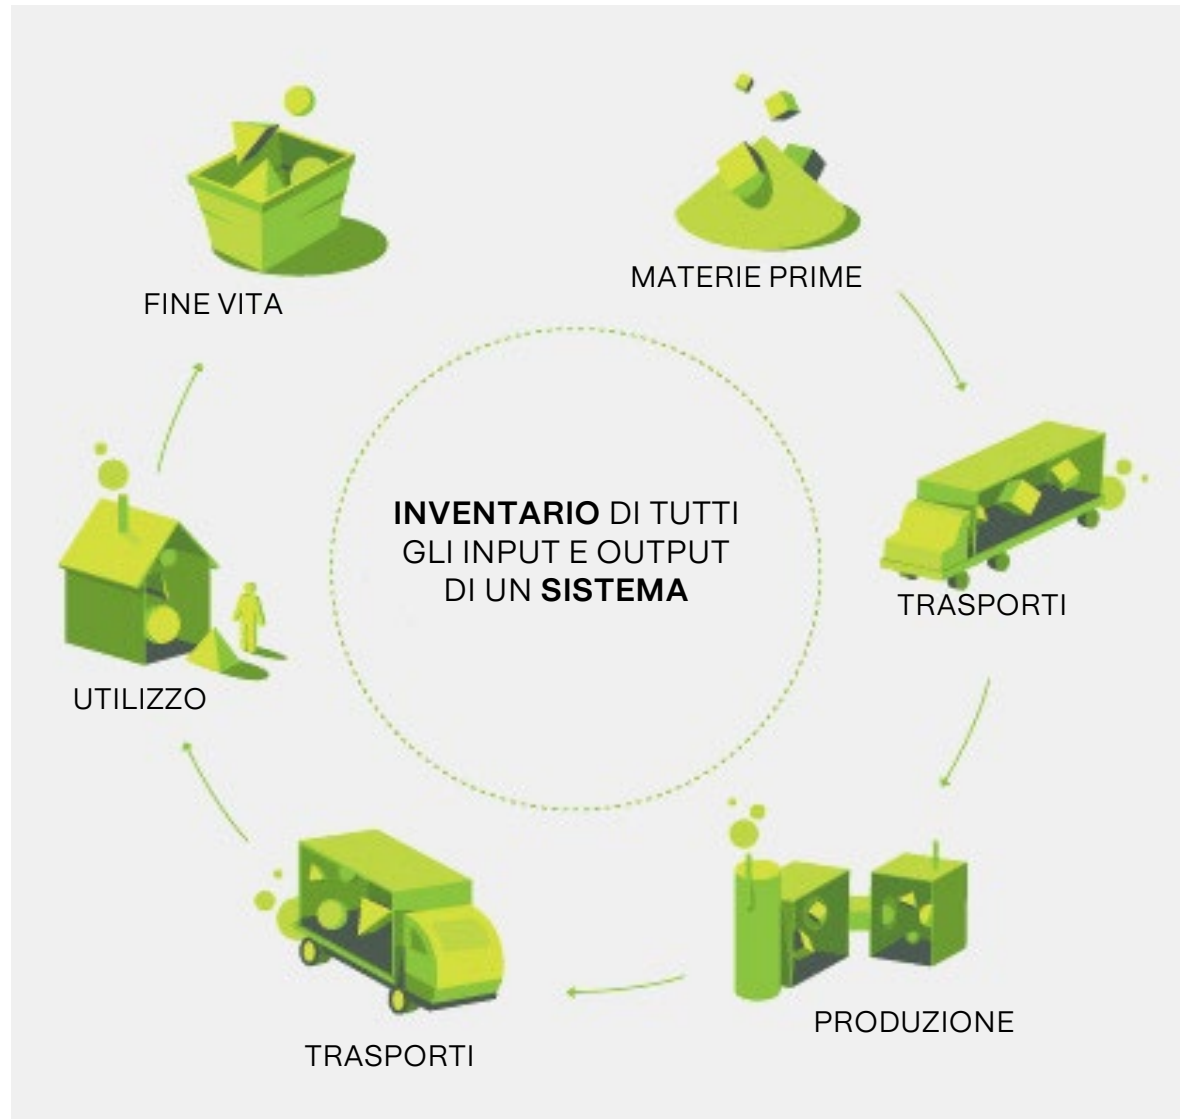 FINE VITA
MATERIE PRIME
INVENTARIO DI TUTTI
GLI INPUT E OUTPUT
DI UN SISTEMA
TRASPORTI
UTILIZZO
PRODUZIONE
TRASPORTI